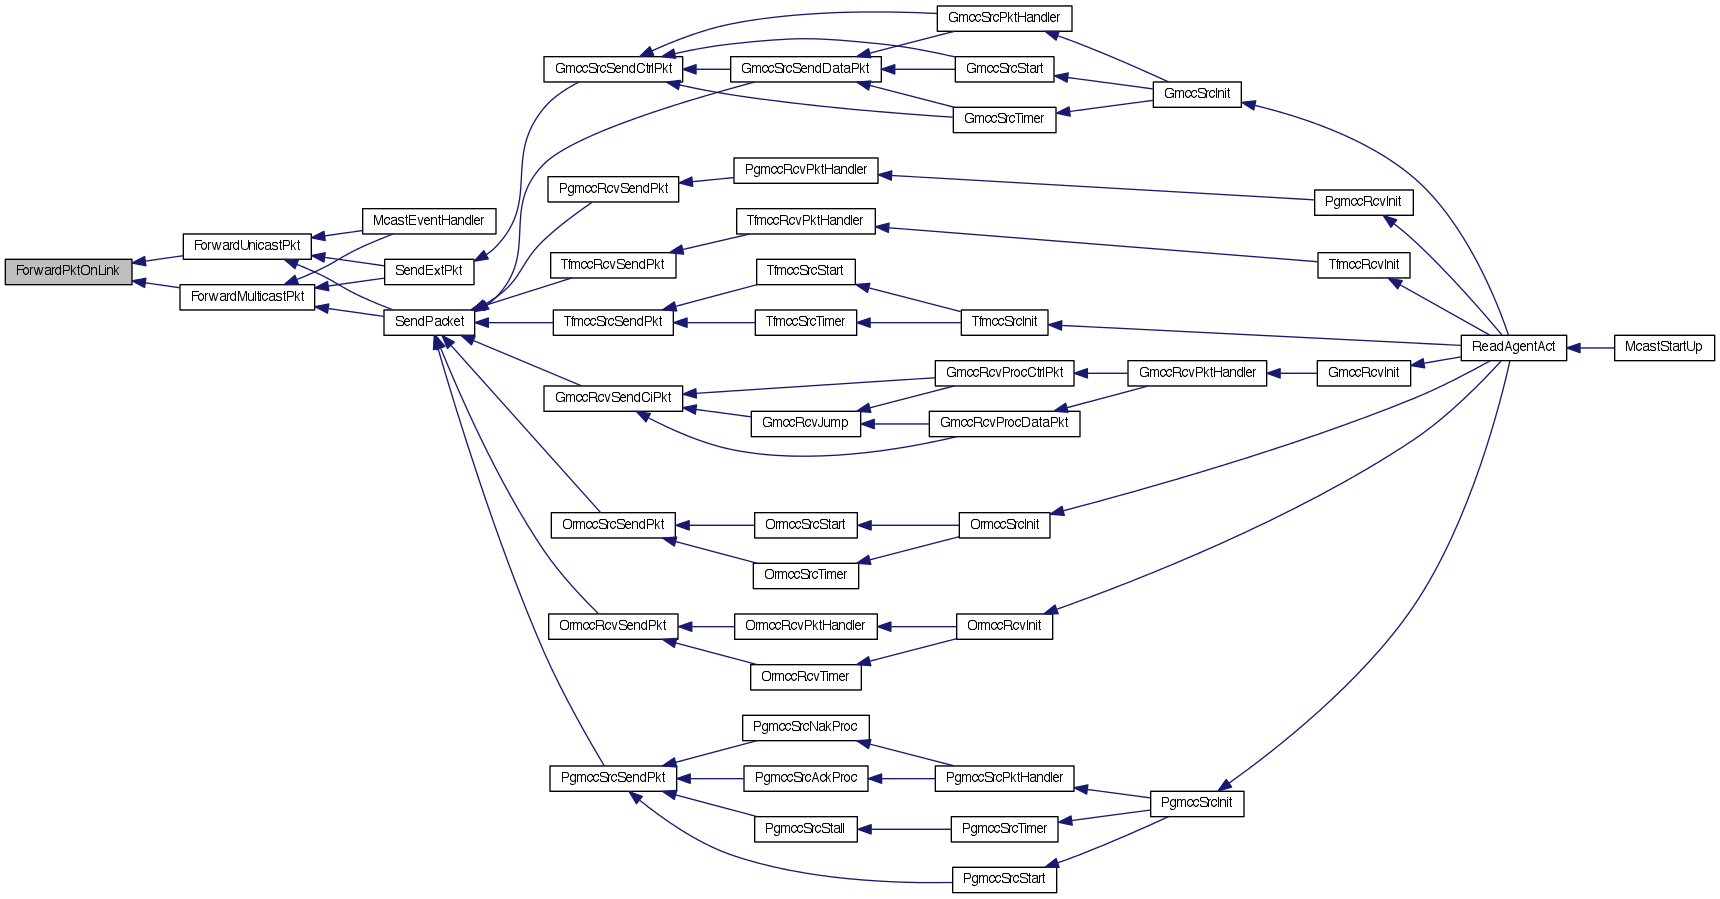 ForwardPktOnLink
ForwardUnicastPkt
ForwardMulticastPkt
McastEventHandler
SendExtPkt
SendPacket
GmccSrcSendCtrlPkt
GmccSrcSendDataPkt
GmccSrcPktHandler
GmccSrcStart
GmccSrcTimer
GmccSrcInit
PgmccRcvSendPkt
PgmccRcvPktHandler
PgmccRcvInit
TfmccRcvSendPkt
TfmccRcvPktHandler
TfmccRcvInit
TfmccSrcSendPkt
TfmccSrcStart
TfmccSrcTimer
TfmccSrcInit
ReadAgentAct
McastStartUp
GmccRcvSendCiPkt
GmccRcvJump
GmccRcvProcCtrlPkt
GmccRcvProcDataPkt
GmccRcvPktHandler
GmccRcvInit
OrmccSrcSendPkt
OrmccSrcStart
OrmccSrcTimer
OrmccSrcInit
OrmccRcvSendPkt
OrmccRcvPktHandler
OrmccRcvTimer
OrmccRcvInit
PgmccSrcSendPkt
PgmccSrcNakProc
PgmccSrcAckProc
PgmccSrcStall
PgmccSrcPktHandler
PgmccSrcTimer
PgmccSrcStart
PgmccSrcInit